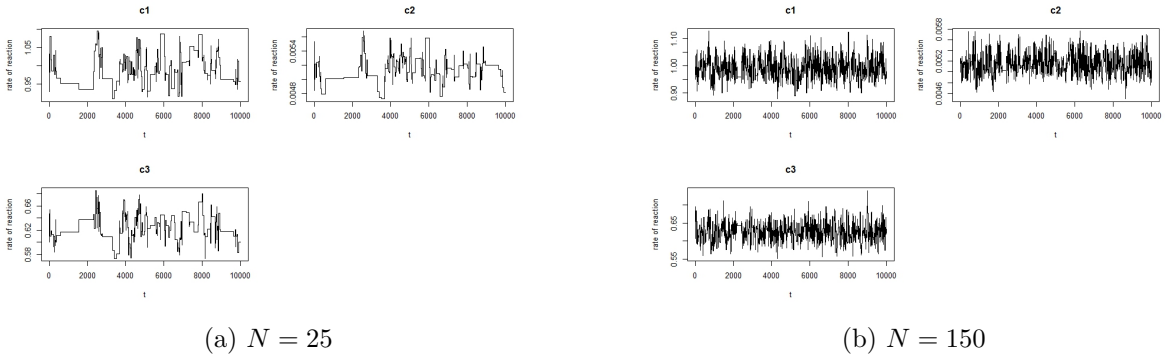 c1
rate of reaction
0.95 1.05
0 2000 4000 6000 8000 10000
t
c2
rate of reaction
0.0048 0.0054
0 2000 4000 6000 8000 10000
t
c3
rate of reaction
0.58 0.62 0.66
0 2000 4000 6000 8000 10000
t
(a) N = 25
c1
rate of reaction
0.90 1.00 1.10
0 2000 4000 6000 8000 10000
t
c2
rate of reaction
0.0046 0.0052 0.0058
0 2000 4000 6000 8000 10000
t
c3
rate of reaction
0.55 0.65
0 2000 4000 6000 8000 10000
t
(b) N = 150